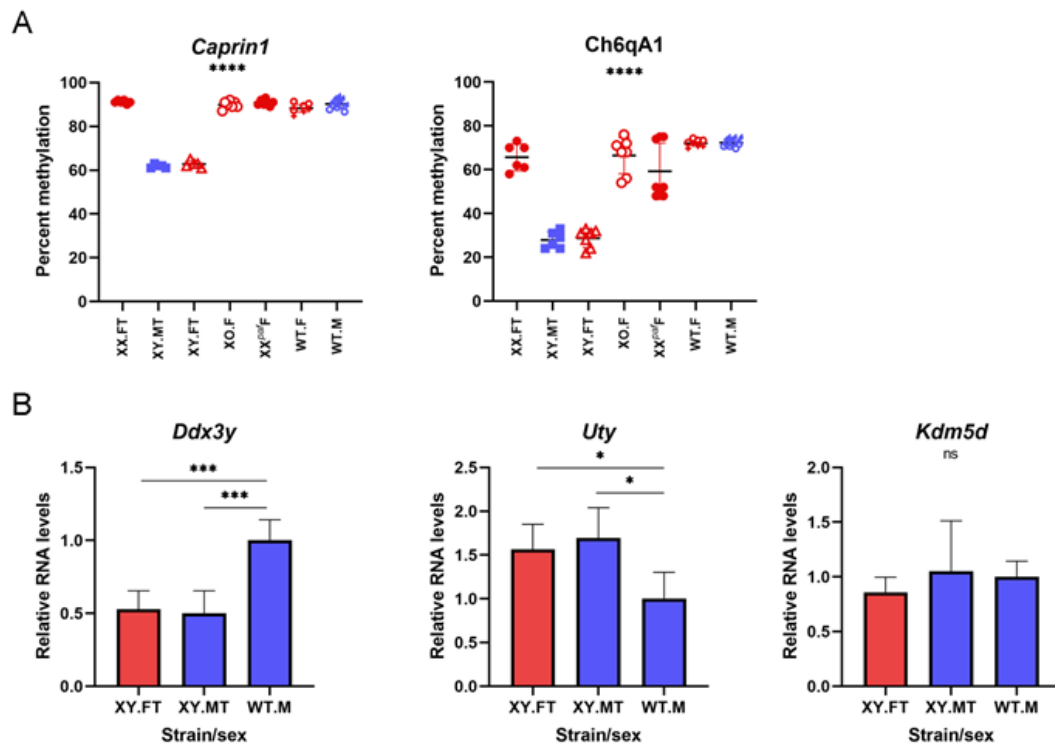 A
Caprin1
****
Percent methylation
100
80
60
40
20
0
XX.FT
XY.MT
XY.FT
XO.F
XXᵖᵃᶠF
WT.F
WT.M
Ch6qA1
****
Percent methylation
100
80
60
40
20
0
XX.FT
XY.MT
XY.FT
XO.F
XXᵖᵃᶠF
WT.F
WT.M
B
Ddx3y
***
***
Relative RNA levels
1.5
1.0
0.5
0.0
XY.FT XY.MT WT.M
Strain/sex
Uty
*
*
Relative RNA levels
2.5
2.0
1.5
1.0
0.5
0.0
XY.FT XY.MT WT.M
Strain/sex
Kdm5d
ns
Relative RNA levels
2.0
1.5
1.0
0.5
0.0
XY.FT XY.MT WT.M
Strain/sex